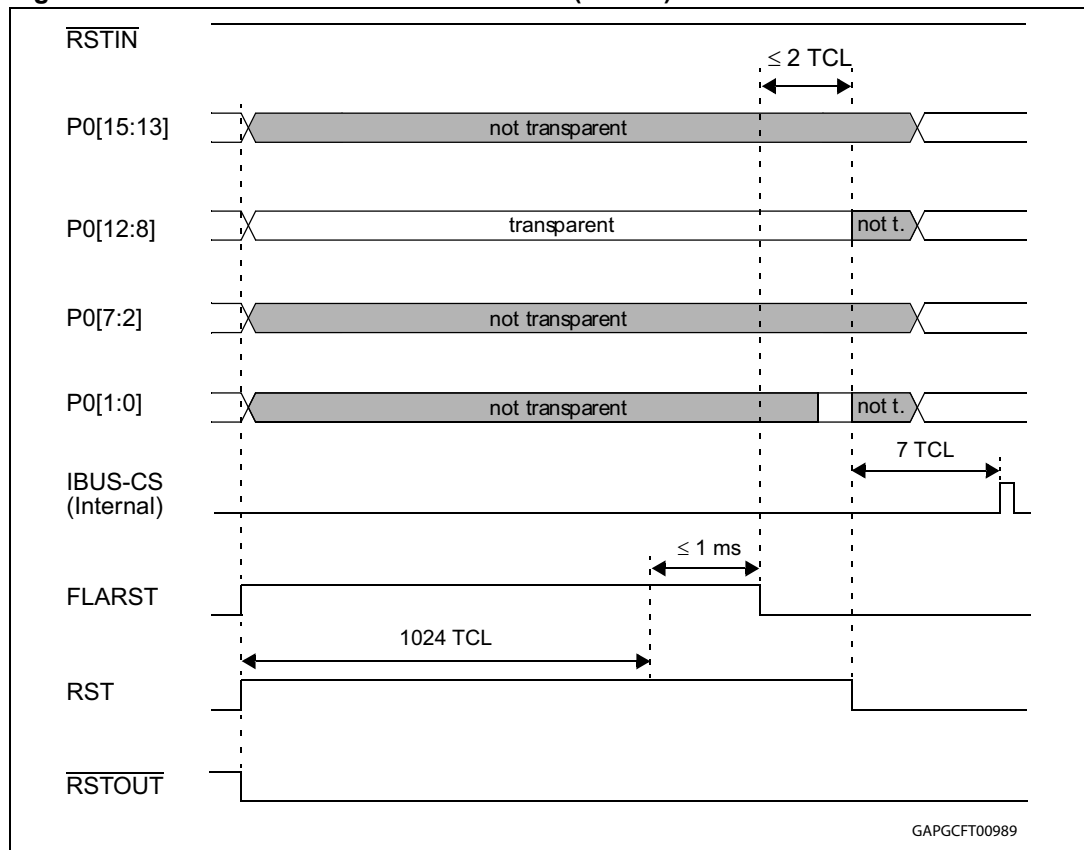 RSTIN
≤ 2 TCL
P0[15:13]
not transparent
P0[12:8]
transparent
not t.
P0[7:2]
not transparent
P0[1:0]
not transparent
not t.
7 TCL
IBUS-CS
(Internal)
≤ 1 ms
FLARST
1024 TCL
RST
RSTOUT
GAPGCFT00989